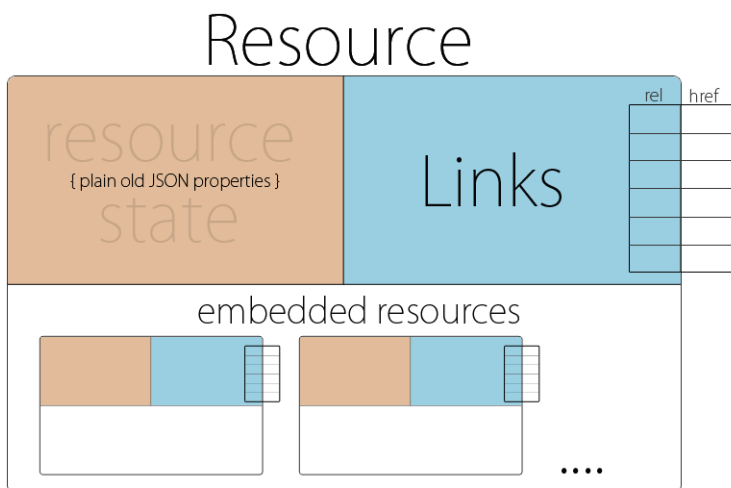 Resource
rel href
resource
{ plain old JSON properties }
state
Links
embedded resources
....